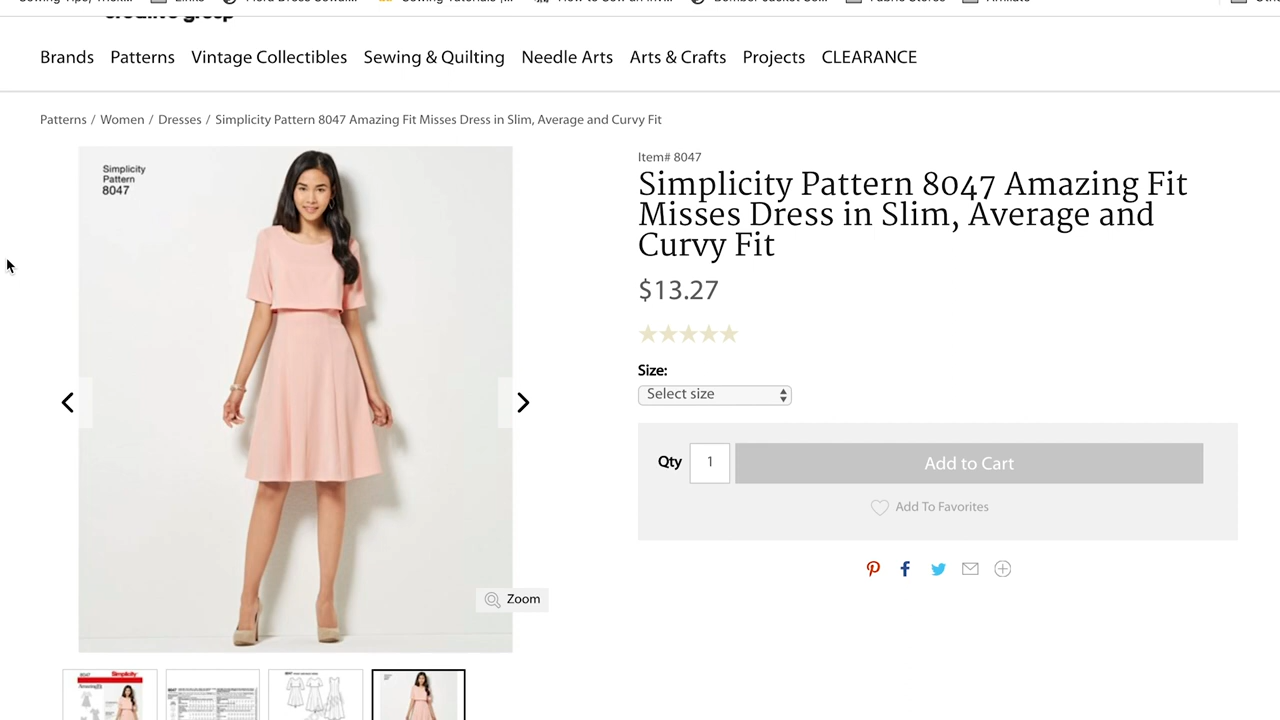 Brands Patterns Vintage Collectibles Sewing & Quilting Needle Arts Arts & Crafts Projects CLEARANCE
Patterns / Women / Dresses / Simplicity Pattern 8047 Amazing Fit Misses Dress in Slim, Average and Curvy Fit
Simplicity
Pattern
8047
Item# 8047
Simplicity Pattern 8047 Amazing Fit
Misses Dress in Slim, Average and
Curvy Fit
$13.27
Size:
Select size
Qty 1 Add to Cart
Add To Favorites
Zoom
Simplicity